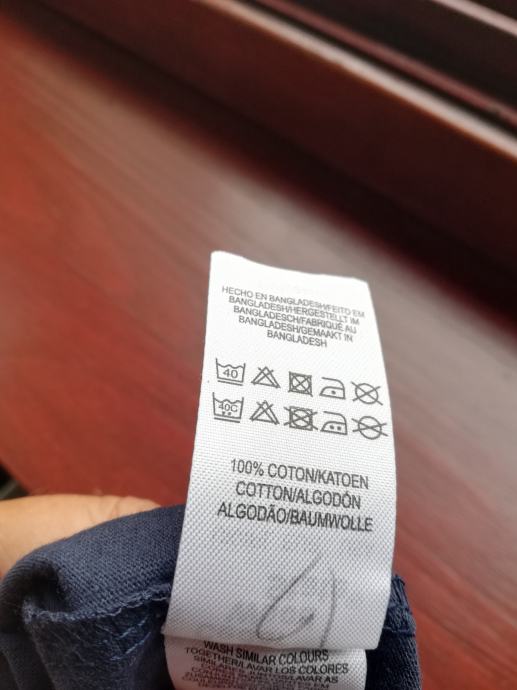 HECHO EN BANGLADESH/FEITO EM
BANGLADESH/HERGESTELLT IM
BANGLADESCH/FABRIQUÉ AU
BANGLADESH/GEMAAKT IN
BANGLADESH
40
40C
100% COTON/KATOEN
COTTON/ALGODÓN
ALGODÃO/BAUMWOLLE
WASH SIMILAR COLOURS
TOGETHER/LAVAR LOS COLORES